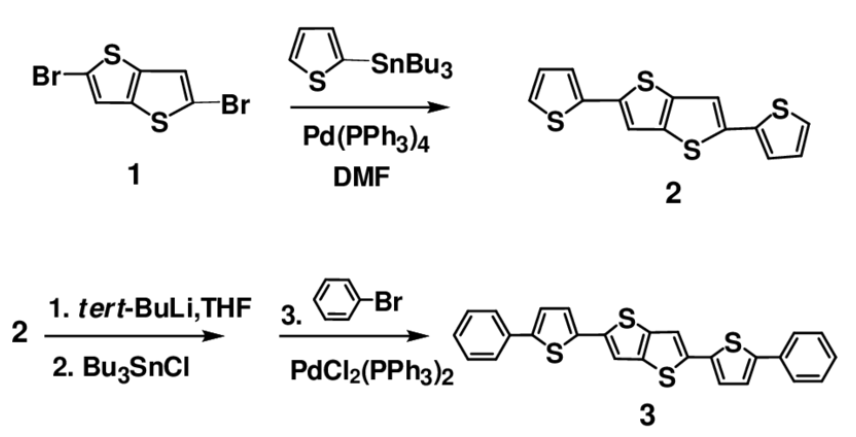 S
Br
Br
S
S
SnBu3
Pd(PPh3)4
DMF
1
S
S
S
S
2
2
1. tert-BuLi,THF
2. Bu3SnCl
3.
Br
PdCl2(PPh3)2
S
S
S
S
3